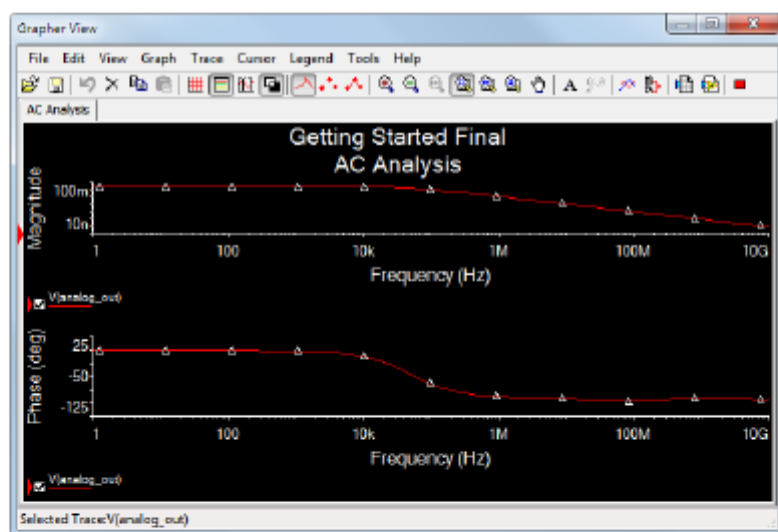 Grapher View
File Edit View Graph Trace Cursor Legend Tools Help
AC Analysis
Getting Started Final
AC Analysis
Magnitude
100m
10n
1 100 10k 1M 100M 10G
Frequency (Hz)
V(analog_out)
Phase (deg)
25
-50
-125
1 100 10k 1M 100M 10G
Frequency (Hz)
V(analog_out)
Selected Trace:V(analog_out)